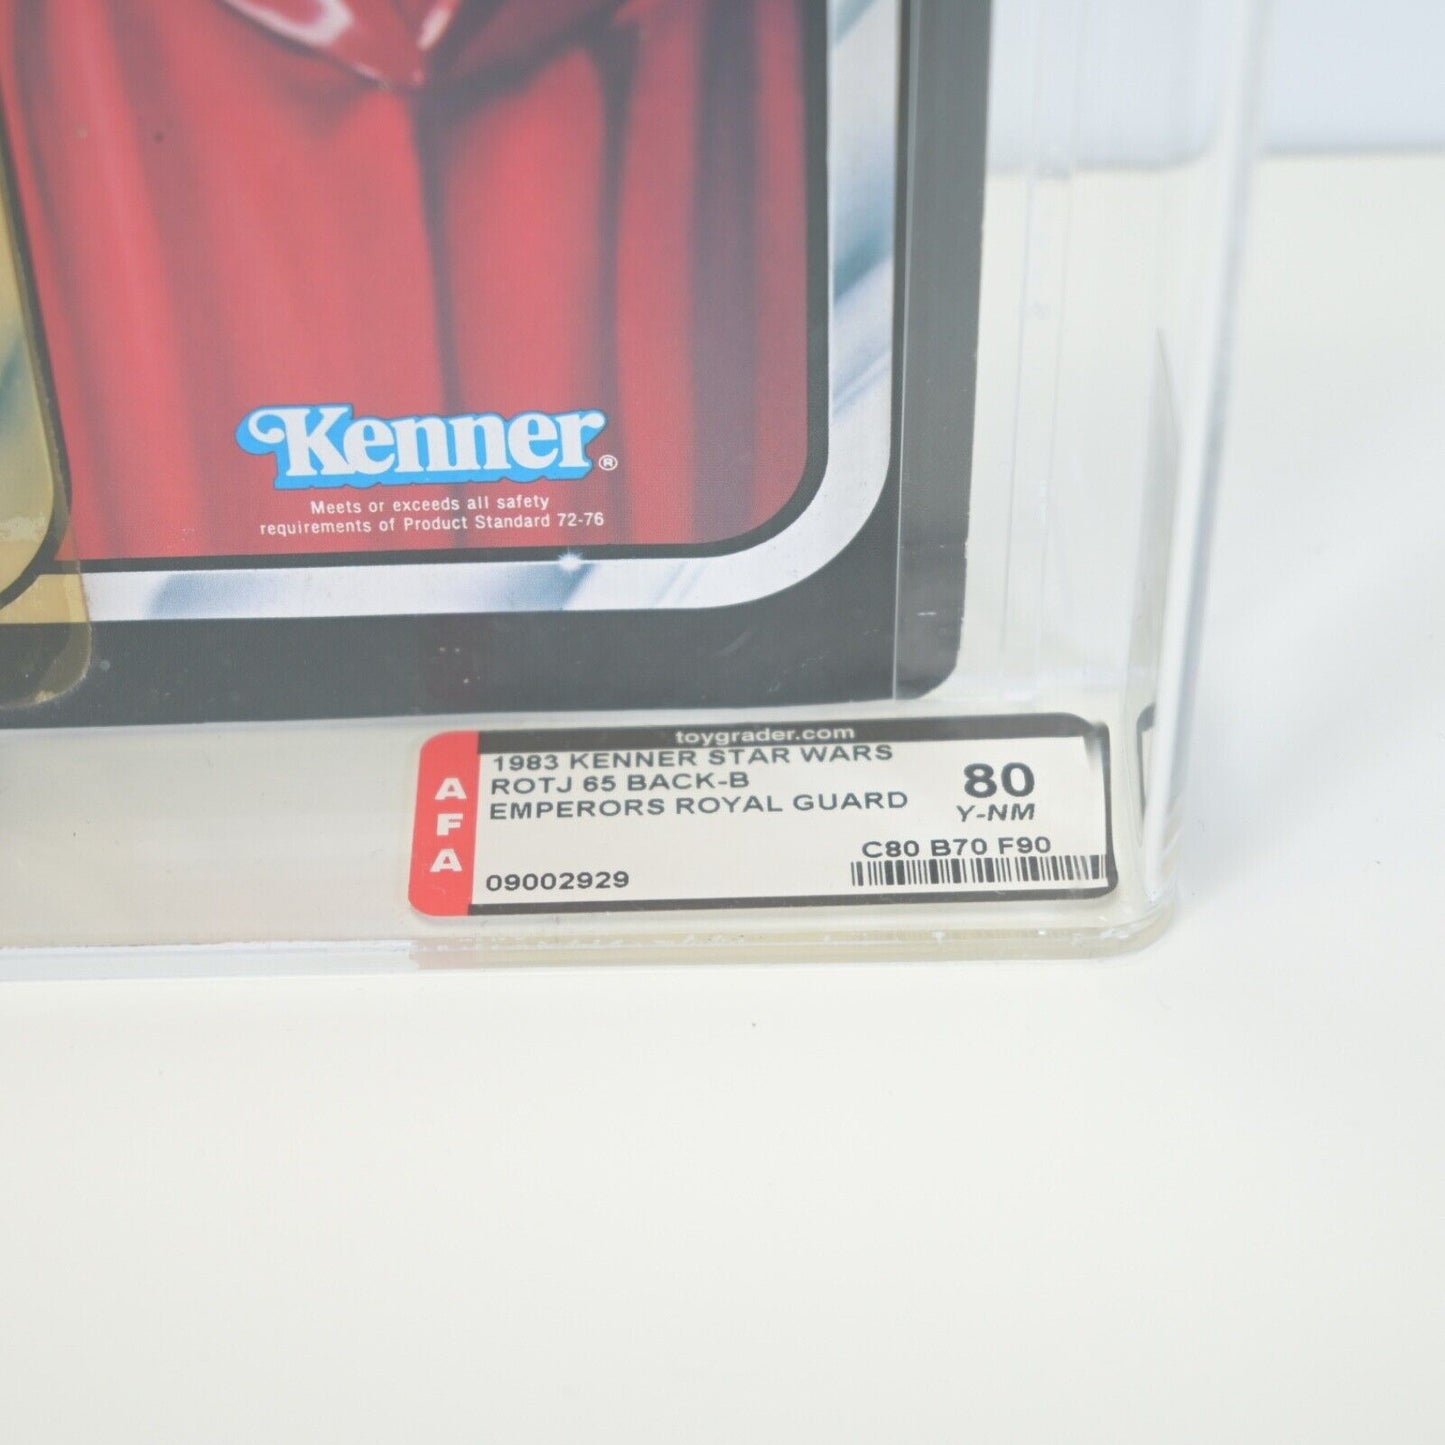 Kenner®
Meets or exceeds all safety
requirements of Product Standard 72-76
toygrader.com
AFA
1983 KENNER STAR WARS
ROTJ 65 BACK-B
EMPERORS ROYAL GUARD
80
Y-NM
C80 B70 F90
09002929